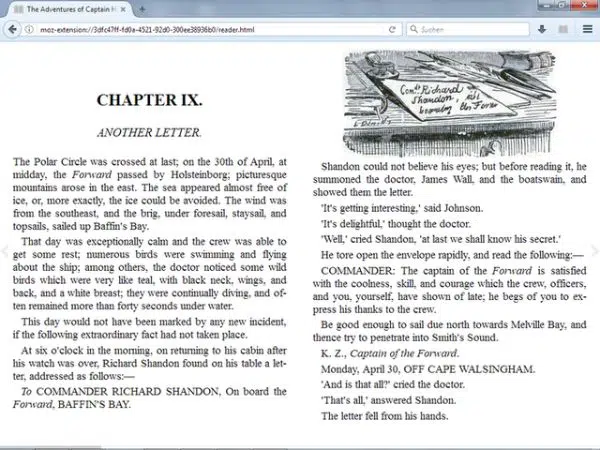 The Adventures of Captain H
moz-extension://3dfc47ff-fd0a-4521-92d0-300ee38936b0/reader.html
Suchen
CHAPTER IX.
ANOTHER LETTER.
The Polar Circle was crossed at last; on the 30th of April, at
midday, the Forward passed by Holsteinborg; picturesque
mountains arose in the east. The sea appeared almost free of
ice, or, more exactly, the ice could be avoided. The wind was
from the southeast, and the brig, under foresail, staysail, and
topsails, sailed up Baffin's Bay.
That day was exceptionally calm and the crew was able to
get some rest; numerous birds were swimming and flying
about the ship; among others, the doctor noticed some wild
birds which were very like teal, with black neck, wings, and
back, and a white breast; they were continually diving, and of-
ten remained more than forty seconds under water.
This day would not have been marked by any new incident,
if the following extraordinary fact had not taken place.
At six o'clock in the morning, on returning to his cabin after
his watch was over, Richard Shandon found on his table a let-
ter, addressed as follows:—
To COMMANDER RICHARD SHANDON, On board the
Forward, BAFFIN'S BAY.
Richard
Shandon,
Shandon could not believe his eyes; but before reading it, he
summoned the doctor, James Wall, and the boatswain, and
showed them the letter.
'It's getting interesting,' said Johnson.
'It's delightful,' thought the doctor.
'Well,' cried Shandon, 'at last we shall know his secret.'
He tore open the envelope rapidly, and read the following:—
COMMANDER: The captain of the Forward is satisfied
with the coolness, skill, and courage which the crew, officers,
and you, yourself, have shown of late; he begs of you to ex-
press his thanks to the crew.
Be good enough to sail due north towards Melville Bay, and
thence try to penetrate into Smith's Sound.
K. Z., Captain of the Forward.
Monday, April 30, OFF CAPE WALSINGHAM.
'And is that all?' cried the doctor.
'That's all,' answered Shandon.
The letter fell from his hands.